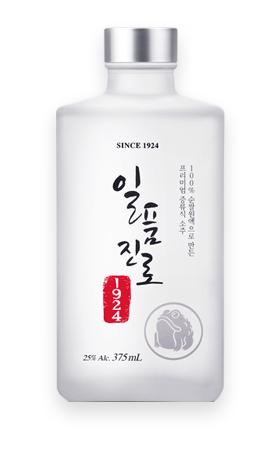 SINCE 1924
일품
진로
1924
100% 순쌀원액으로 만든
프리미엄 증류식 소주
25% Alc. 375mL